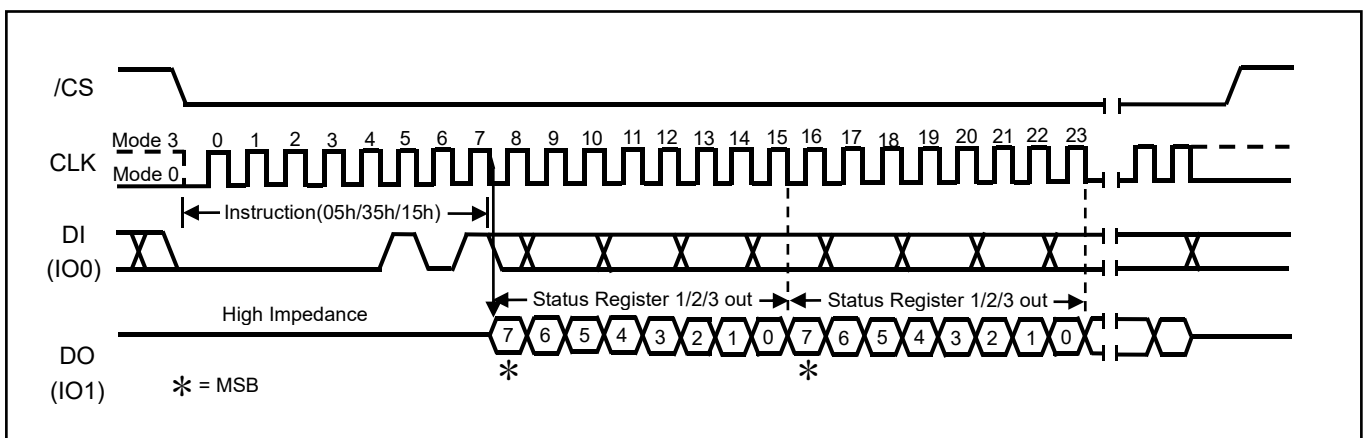 /CS
Mode 3 0 1 2 3 4 5 6 7 8 9 10 11 12 13 14 15 16 17 18 19 20 21 22 23
CLK
Mode 0
Instruction(05h/35h/15h)
DI
(IO0)
Status Register 1/2/3 out Status Register 1/2/3 out
High Impedance
7 6 5 4 3 2 1 0 7 6 5 4 3 2 1 0
DO
(IO1)
* = MSB
* *